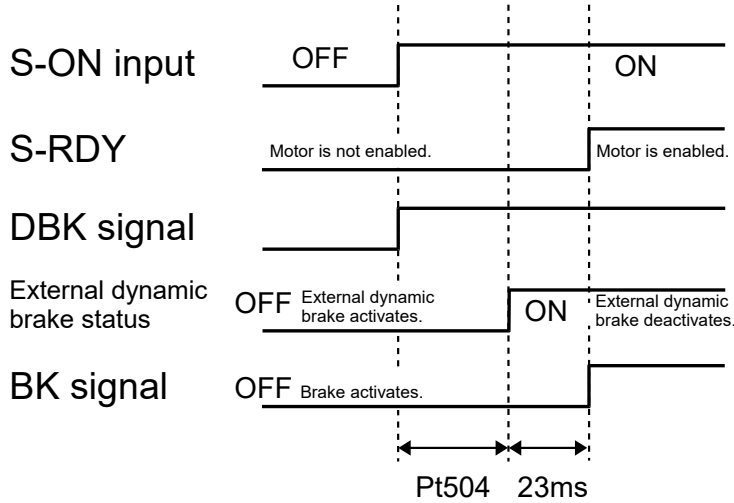 S-ON input
OFF
ON
S-RDY
Motor is not enabled.
Motor is enabled.
DBK signal
External dynamic
brake status
OFF
External dynamic
brake activates.
ON
External dynamic
brake deactivates.
BK signal
OFF
Brake activates.
Pt504
23ms